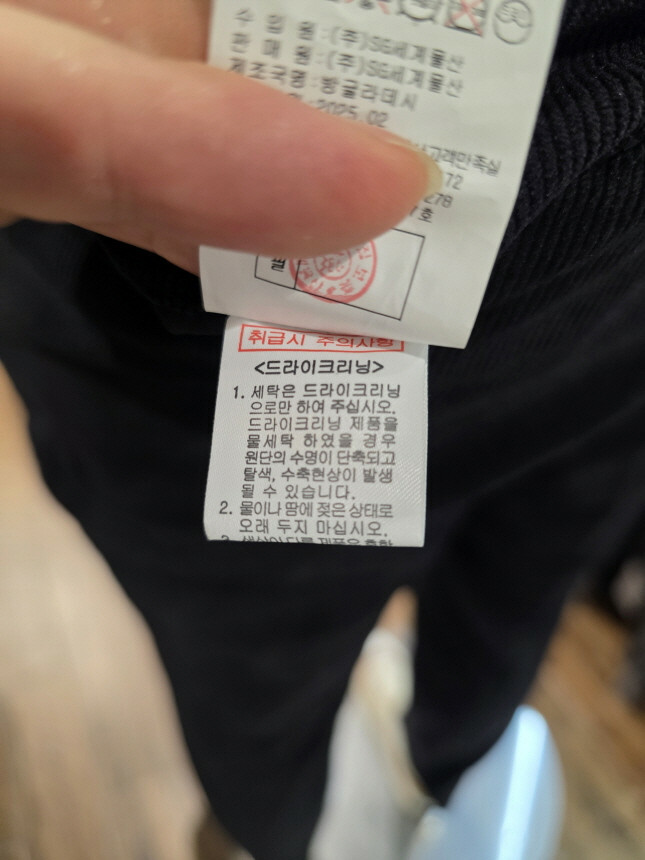 수 입 원 : (주)SG세계물산
판 매 원 : (주)SG세계물산
제조국명 : 방글라데시
2025.02
고객만족실
72
278
호
취급시 주의사항
<드라이크리닝>
1. 세탁은 드라이크리닝
으로만 하여 주십시오.
드라이크리닝 제품을
물세탁 하였을 경우
원단의 수명이 단축되고
탈색, 수축현상이 발생
될 수 있습니다.
2. 물이나 땀에 젖은 상태로
오래 두지 마십시오.